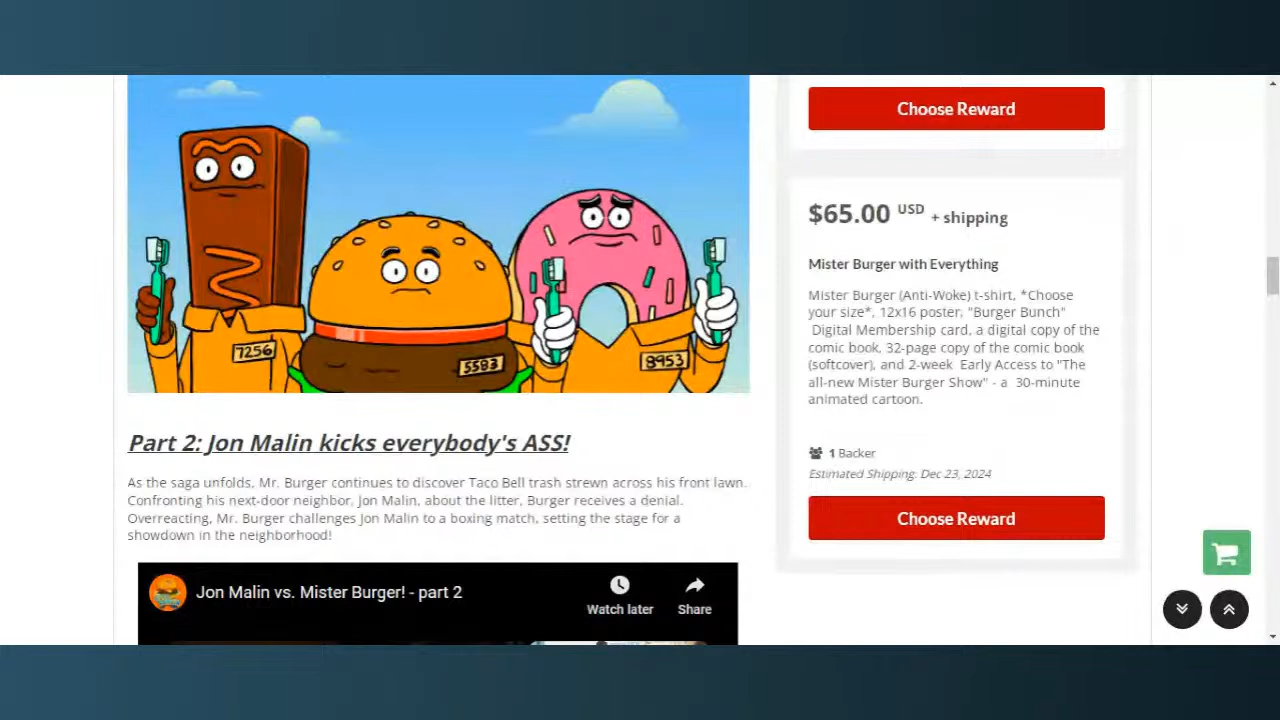 7256
5583
8953
Part 2: Jon Malin kicks everybody's ASS!
As the saga unfolds, Mr. Burger continues to discover Taco Bell trash strewn across his front lawn.
Confronting his next-door neighbor, Jon Malin, about the litter, Burger receives a denial.
Overreacting, Mr. Burger challenges Jon Malin to a boxing match, setting the stage for a
showdown in the neighborhood!
Jon Malin vs. Mister Burger! - part 2
Watch later
Share
Choose Reward
$65.00 USD + shipping
Mister Burger with Everything
Mister Burger (Anti-Woke) t-shirt, *Choose
your size*, 12x16 poster, "Burger Bunch"
Digital Membership card, a digital copy of the
comic book, 32-page copy of the comic book
(softcover), and 2-week Early Access to "The
all-new Mister Burger Show" - a 30-minute
animated cartoon.
1 Backer
Estimated Shipping: Dec 23, 2024
Choose Reward